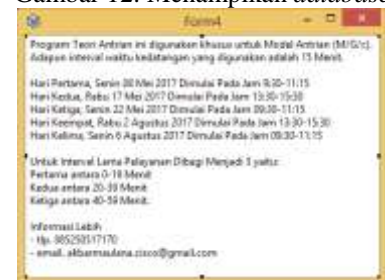 Gambar 12. Menampilkan database
Form4
Program Teori Antrian ini digunakan khusus untuk Model Antrian (M/G/c).
Adapun interval waktu kedatangan yang digunakan adalah 15 Menit.
Hari Pertama, Senin 08 Mei 2017 Dimulai Pada Jam 9:30-11:15
Hari Kedua, Rabu 17 Mei 2017 Dimulai Pada Jam 13:30-15:30
Hari Ketiga, Senin 22 Mei 2017 Dimulai Pada Jam 09:30-11:15
Hari Keempat, Rabu 2 Agustus 2017 Dimulai Pada Jam 13:30-15:30
Hari Kelima, Senin 6 Agustus 2017 Dimulai Pada Jam 09:30-11:15
Untuk Interval Lama Pelayanan Dibagi Menjadi 3 yaitu:
Pertama antara 0-19 Menit
Kedua antara 20-39 Menit
Ketiga antara 40-59 Menit.
Informasi Lebih
- tlp. 085250517170
- email. akbarmaulana.cisco@gmail.com